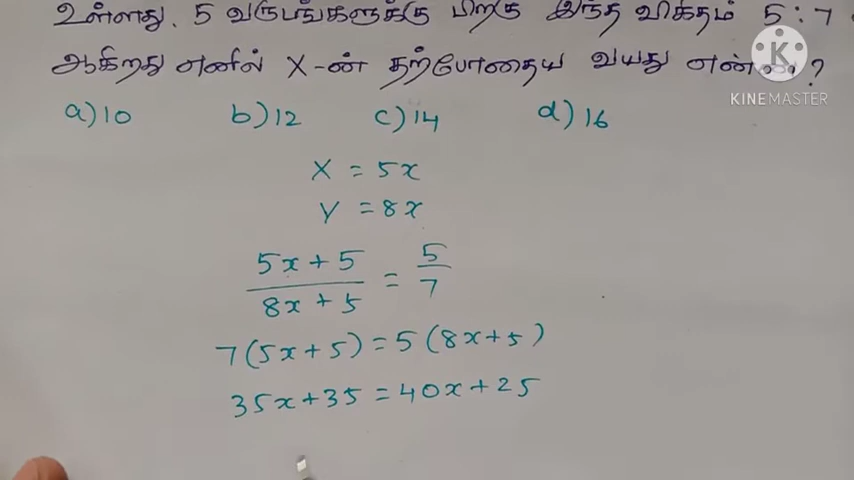 உள்ளது. 5 வருடங்களுக்கு பிறகு இந்த விகிதம் 5:7
ஆகிறது எனில் X-ன் தற்போதைய வயது என்ன?
KINEMASTER
a)10 b)12 c)14 d)16
X = 5x
Y = 8x
5x + 5 / 8x + 5 = 5 / 7
7(5x+5) = 5(8x+5)
35x+35 = 40x+25